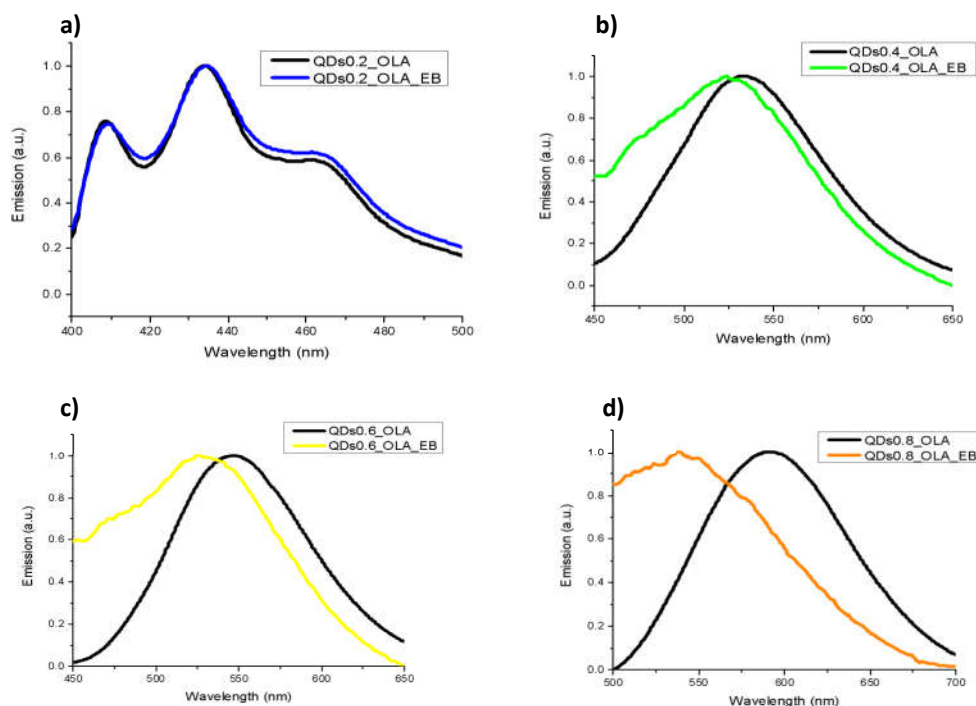 a)
QDs0.2_OLA
QDs0.2_OLA_EB
Emission (a.u.)
1.0
0.8
0.6
0.4
0.2
0.0
400 420 440 460 480 500
Wavelength (nm)
b)
QDs0.4_OLA
QDs0.4_OLA_EB
Emission (a.u.)
1.0
0.8
0.6
0.4
0.2
0.0
450 500 550 600 650
Wavelength (nm)
c)
QDs0.6_OLA
QDs0.6_OLA_EB
Emission (a.u.)
1.0
0.8
0.6
0.4
0.2
0.0
450 500 550 600 650
Wavelength (nm)
d)
QDs0.8_OLA
QDs0.8_OLA_EB
Emission (a.u.)
1.0
0.8
0.6
0.4
0.2
0.0
500 550 600 650 700
Wavelength (nm)